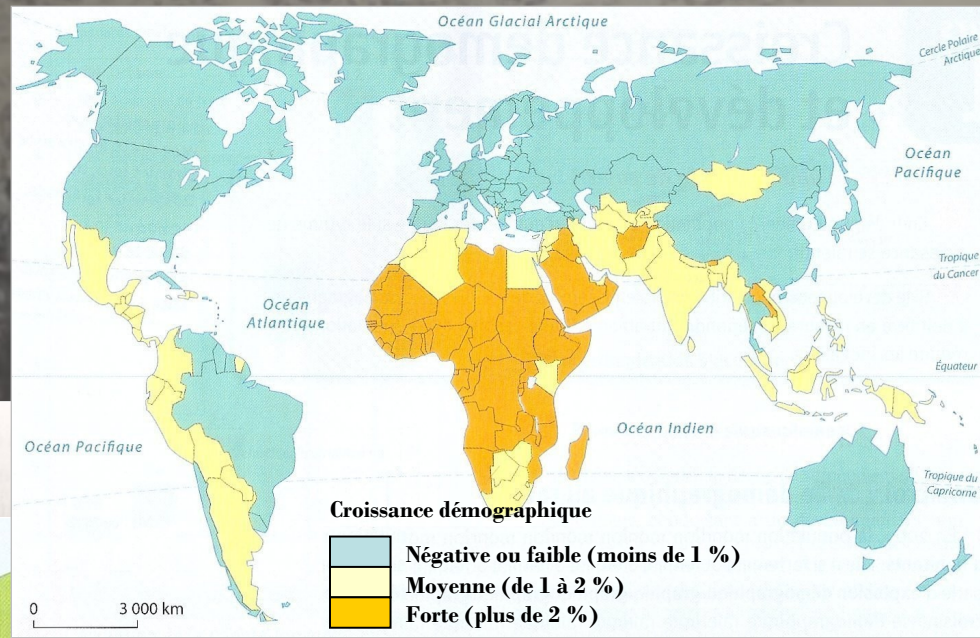 Océan Glacial Arctique
Cercle Polaire
Arctique
Océan
Pacifique
Tropique
du Cancer
Océan
Atlantique
Équateur
Océan Pacifique
Océan Indien
Tropique du
Capricorne
Croissance démographique
Négative ou faible (moins de 1 %)
Moyenne (de 1 à 2 %)
Forte (plus de 2 %)
0 3 000 km